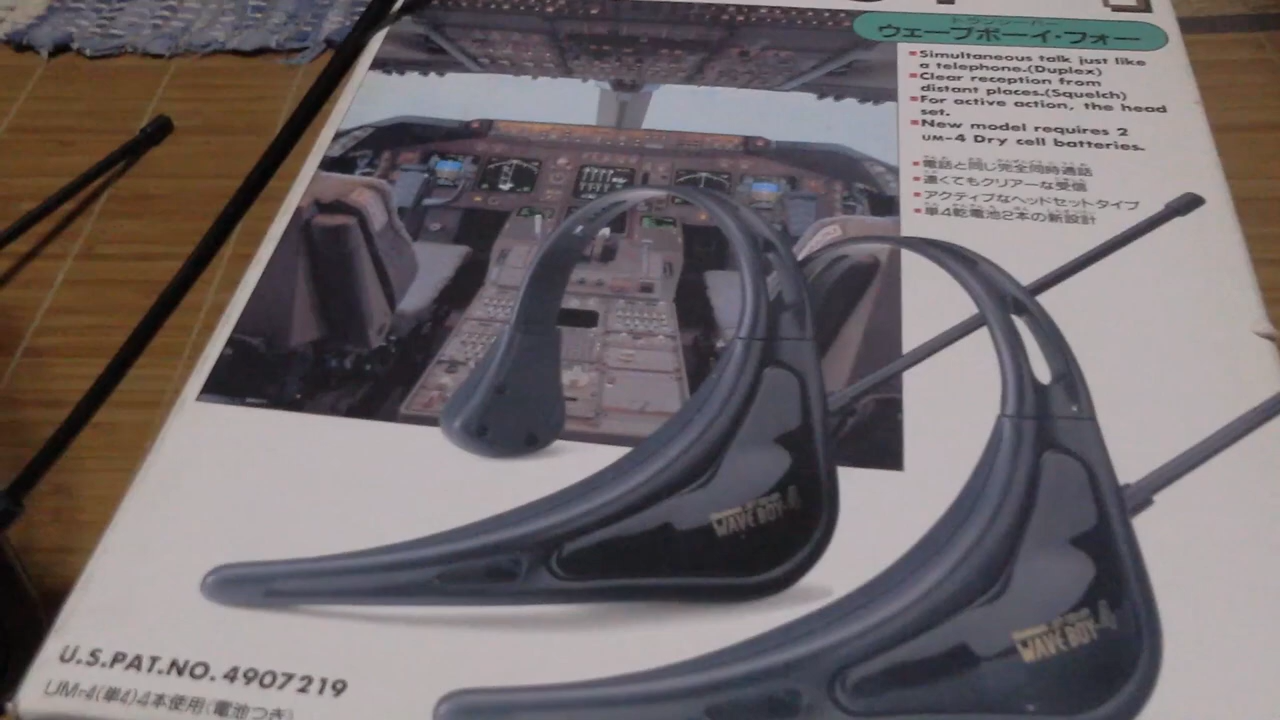 トランシーバー
ウェーブボーイ・フォー
Simultaneous talk just like
a telephone.(Duplex)
Clear reception from
distant places.(Squelch)
For active action, the head
set.
New model requires 2
UM-4 Dry cell batteries.
電話と同じ完全同時通話
遠くてもクリアーな受信
アクティブなヘッドセットタイプ
単4乾電池2本の新設計
WAVE BOY-4
WAVE BOY-4
U.S.PAT.NO. 4907219
UM-4(単4)4本使用(電池つき)